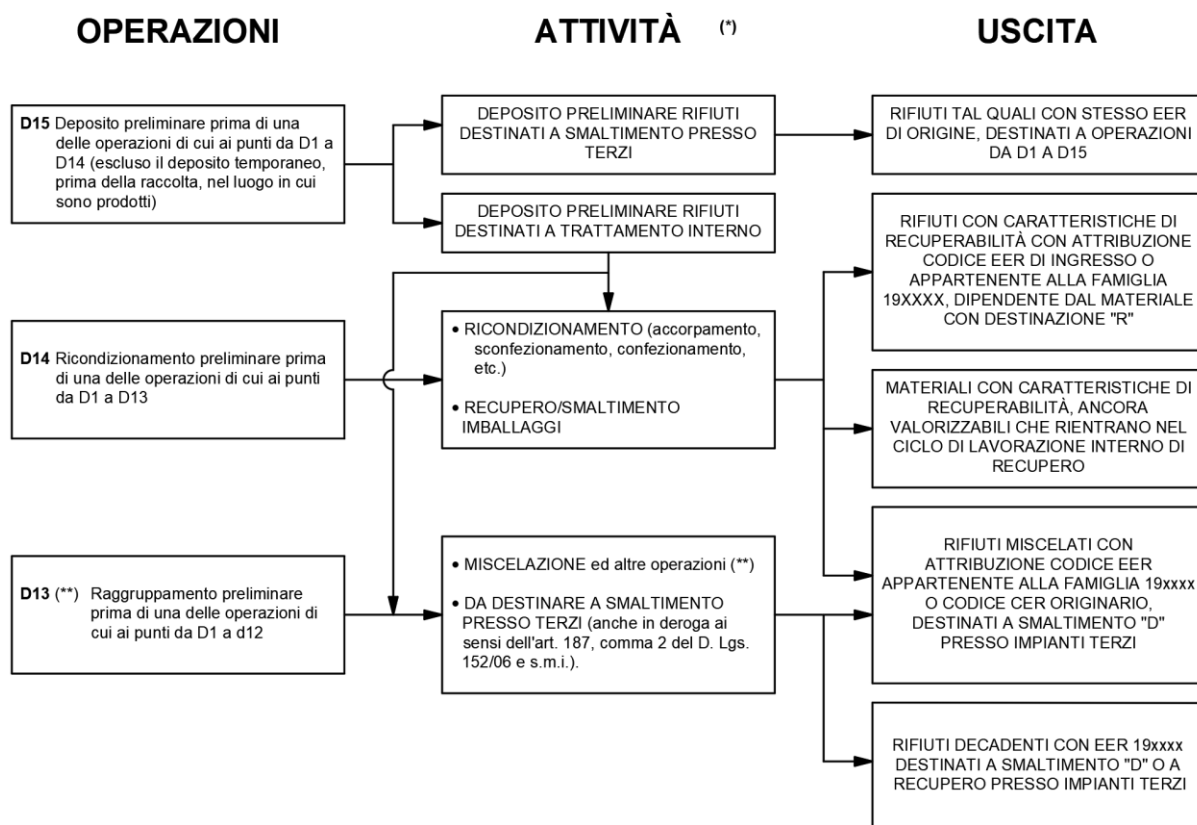 OPERAZIONI
ATTIVITÀ (*)
USCITA
D15 Deposito preliminare prima di una
delle operazioni di cui ai punti da D1 a
D14 (escluso il deposito temporaneo,
prima della raccolta, nel luogo in cui
sono prodotti)
DEPOSITO PRELIMINARE RIFIUTI
DESTINATI A SMALTIMENTO PRESSO
TERZI
RIFIUTI TAL QUALI CON STESSO EER
DI ORIGINE, DESTINATI A OPERAZIONI
DA D1 A D15
DEPOSITO PRELIMINARE RIFIUTI
DESTINATI A TRATTAMENTO INTERNO
RIFIUTI CON CARATTERISTICHE DI
RECUPERABILITÀ CON ATTRIBUZIONE
CODICE EER DI INGRESSO O
APPARTENENTE ALLA FAMIGLIA
19XXXX, DIPENDENTE DAL MATERIALE
CON DESTINAZIONE "R"
D14 Ricondizionamento preliminare prima
di una delle operazioni di cui ai punti
da D1 a D13
• RICONDIZIONAMENTO (accorpamento,
sconfezionamento, confezionamento,
etc.)
• RECUPERO/SMALTIMENTO
IMBALLAGGI
MATERIALI CON CARATTERISTICHE DI
RECUPERABILITÀ, ANCORA
VALORIZZABILI CHE RIENTRANO NEL
CICLO DI LAVORAZIONE INTERNO DI
RECUPERO
D13 (**) Raggruppamento preliminare
prima di una delle operazioni di
cui ai punti da D1 a d12
• MISCELAZIONE ed altre operazioni (**)
• DA DESTINARE A SMALTIMENTO
PRESSO TERZI (anche in deroga ai
sensi dell'art. 187, comma 2 del D. Lgs.
152/06 e s.m.i.).
RIFIUTI MISCELATI CON
ATTRIBUZIONE CODICE EER
APPARTENENTE ALLA FAMIGLIA 19xxxx
O CODICE CER ORIGINARIO,
DESTINATI A SMALTIMENTO "D"
PRESSO IMPIANTI TERZI
RIFIUTI DECADENTI CON EER 19xxxx
DESTINATI A SMALTIMENTO "D" O A
RECUPERO PRESSO IMPIANTI TERZI